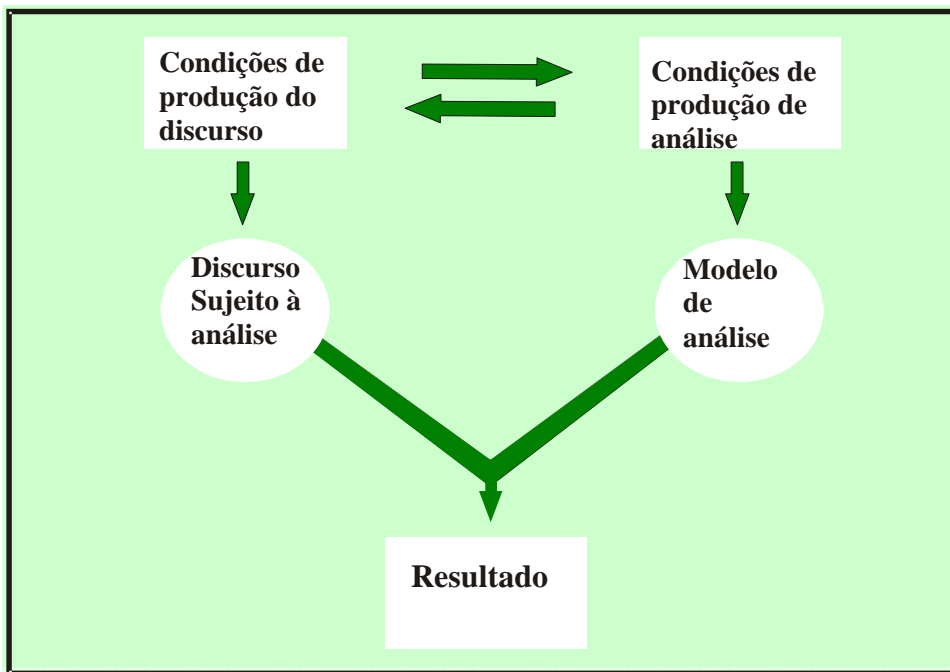 Condições de
produção do
discurso
Condições de
produção de
análise
Discurso
Sujeito à
análise
Modelo
de
análise
Resultado